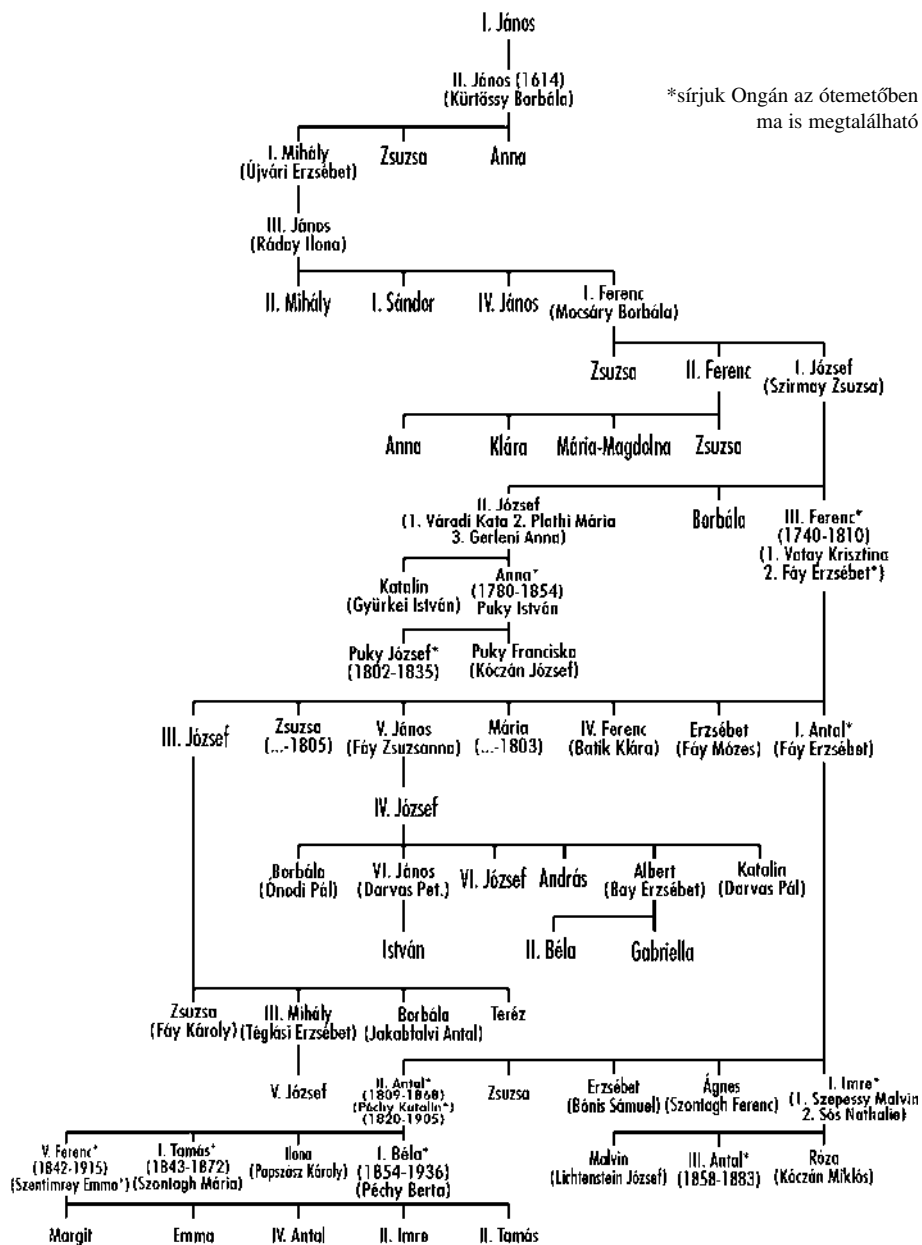 I. János
II. János (1614)
(Kürtössy Borbála)
*sírjuk Ongán az ótemetőben
ma is megtalálható
I. Mihály
(Újvári Erzsébet)
Zsuzsa
Anna
III. János
(Ráday Ilona)
II. Mihály
I. Sándor
IV. János
I. Ferenc
(Mocsáry Borbála)
Zsuzsa
II. Ferenc
I. József
(Szirmay Zsuzsa)
Anna
Klára
Mária-Magdolna
Zsuzsa
II. József
(1. Váradi Kata 2. Plathi Mária
3. Gerleni Anna)
Borbála
III. Ferenc*
(1740-1810)
(1. Vatay Krisztina
2. Fáy Erzsébet*)
Katalin
(Gyürkei István)
Anna*
(1780-1854)
Puky István
Puky József*
(1802-1835)
Puky Franciska
(Kóczán József)
III. József
Zsuzsa
(...-1805)
V. János
(Fáy Zsuzsanna)
Mária
(...-1803)
IV. Ferenc
(Batik Klára)
Erzsébet
(Fáy Mózes)
I. Antal*
(Fáy Erzsébet)
IV. József
Borbála
(Ónodi Pál)
VI. János
(Darvas Pet.)
VI. József
András
Albert
(Bay Erzsébet)
Katalin
(Darvas Pál)
István
II. Béla
Gabriella
Zsuzsa
(Fáy Károly)
III. Mihály
(Téglási Erzsébet)
Borbála
(Jakabfalvi Antal)
Teréz
V. József
II. Antal*
(1809-1868)
(Péchy Katalin*)
(1820-1905)
Zsuzsa
Erzsébet
(Bónis Sámuel)
Ágnes
(Szontagh Ferenc)
I. Imre*
(1. Szepessy Malvin
2. Sós Nathalie)
V. Ferenc*
(1842-1915)
(Szentimrey Emma*)
I. Tamás*
(1843-1872)
(Szontagh Mária)
Ilona
(Papszász Károly)
I. Béla*
(1854-1936)
(Péchy Berta)
Malvin
(Lichtenstein József)
III. Antal*
(1858-1883)
Róza
(Kóczán Miklós)
Margit
Emma
IV. Antal
II. Imre
II. Tamás